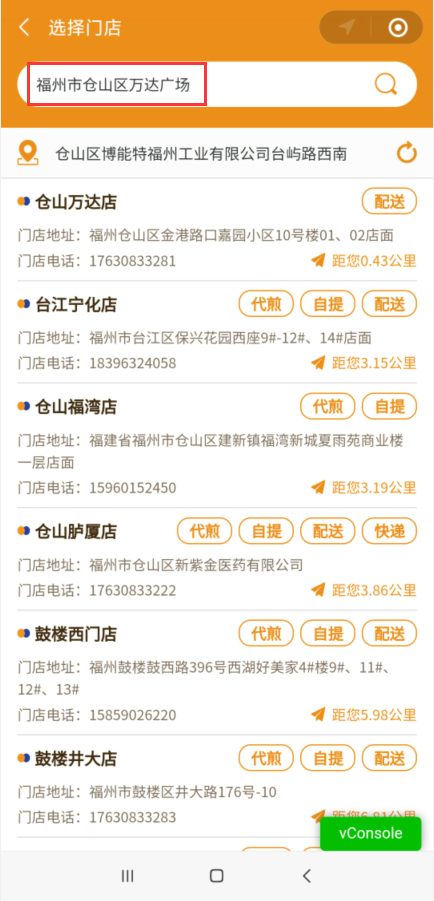 选择门店
福州市仓山区万达广场
仓山区博能特福州工业有限公司台屿路西南
仓山万达店 配送
门店地址：福州仓山区金港路口嘉园小区10号楼01、02店面
门店电话：17630833281 距您0.43公里
台江宁化店 代煎 自提 配送
门店地址：福州市台江区保兴花园西座9#-12#、14#店面
门店电话：18396324058 距您3.15公里
仓山福湾店 代煎 自提
门店地址：福建省福州市仓山区建新镇福湾新城夏雨苑商业楼
一层店面
门店电话：15960152450 距您3.19公里
仓山胪厦店 代煎 自提 配送 快递
门店地址：福州市仓山区新紫金医药有限公司
门店电话：17630833222 距您3.86公里
鼓楼西门店 代煎 自提 配送
门店地址：福州鼓楼鼓西路396号西湖好美家4#楼9#、11#、
12#、13#
门店电话：15859026220 距您5.98公里
鼓楼井大店 代煎 自提 配送
门店地址：福州市鼓楼区井大路176号-10
门店电话：17630833283
vConsole